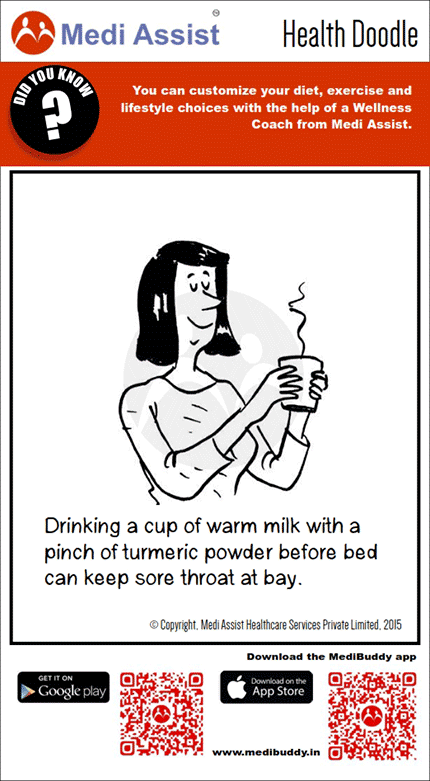 Medi Assist
Health Doodle
DID YOU KNOW
?
You can customize your diet, exercise and
lifestyle choices with the help of a Wellness
Coach from Medi Assist.
Drinking a cup of warm milk with a
pinch of turmeric powder before bed
can keep sore throat at bay.
© Copyright, Medi Assist Healthcare Services Private Limited, 2015
Download the MediBuddy app
GET IT ON
Google play
Download on the
App Store
www.medibuddy.in